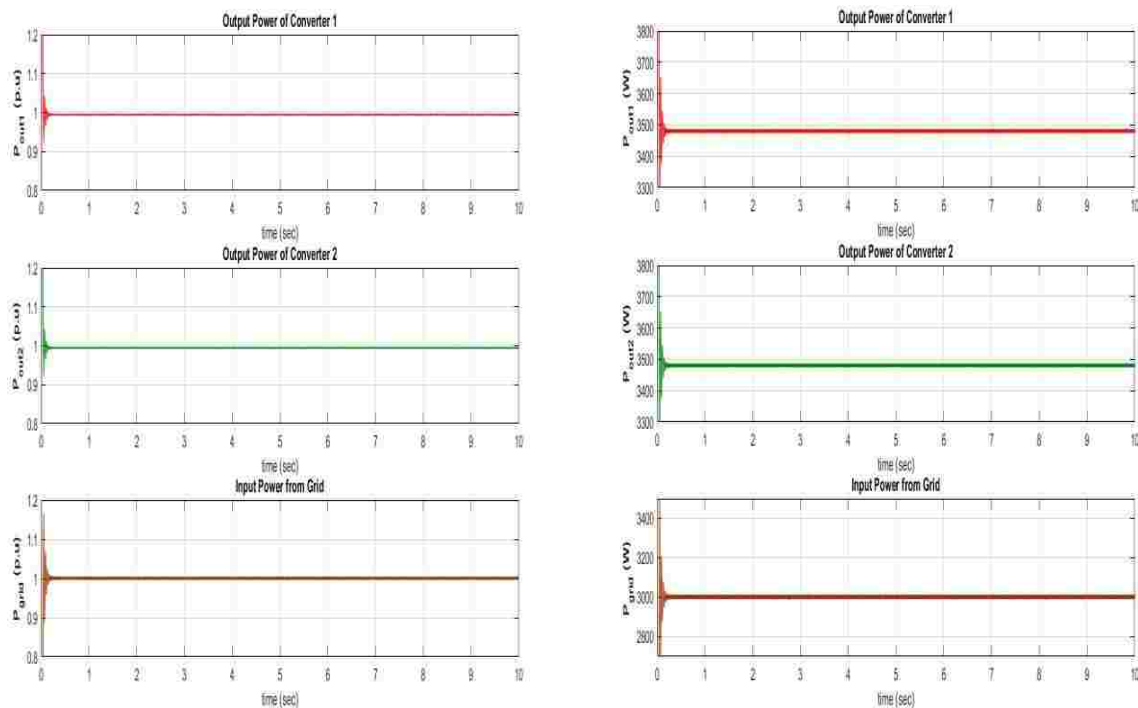 Output Power of Converter 1
P_out1 (p.u)
1.2
1.1
1
0.9
0.8
0 1 2 3 4 5 6 7 8 9 10
time (sec)
Output Power of Converter 2
P_out2 (p.u)
1.2
1.1
1
0.9
0.8
0 1 2 3 4 5 6 7 8 9 10
time (sec)
Input Power from Grid
P_grid (p.u)
1.2
1.1
1
0.9
0.8
0 1 2 3 4 5 6 7 8 9 10
time (sec)
Output Power of Converter 1
P_out1 (W)
3800
3700
3600
3500
3400
3300
0 1 2 3 4 5 6 7 8 9 10
time (sec)
Output Power of Converter 2
P_out2 (W)
3800
3700
3600
3500
3400
3300
0 1 2 3 4 5 6 7 8 9 10
time (sec)
Input Power from Grid
P_grid (W)
3400
3200
3000
2800
0 1 2 3 4 5 6 7 8 9 10
time (sec)